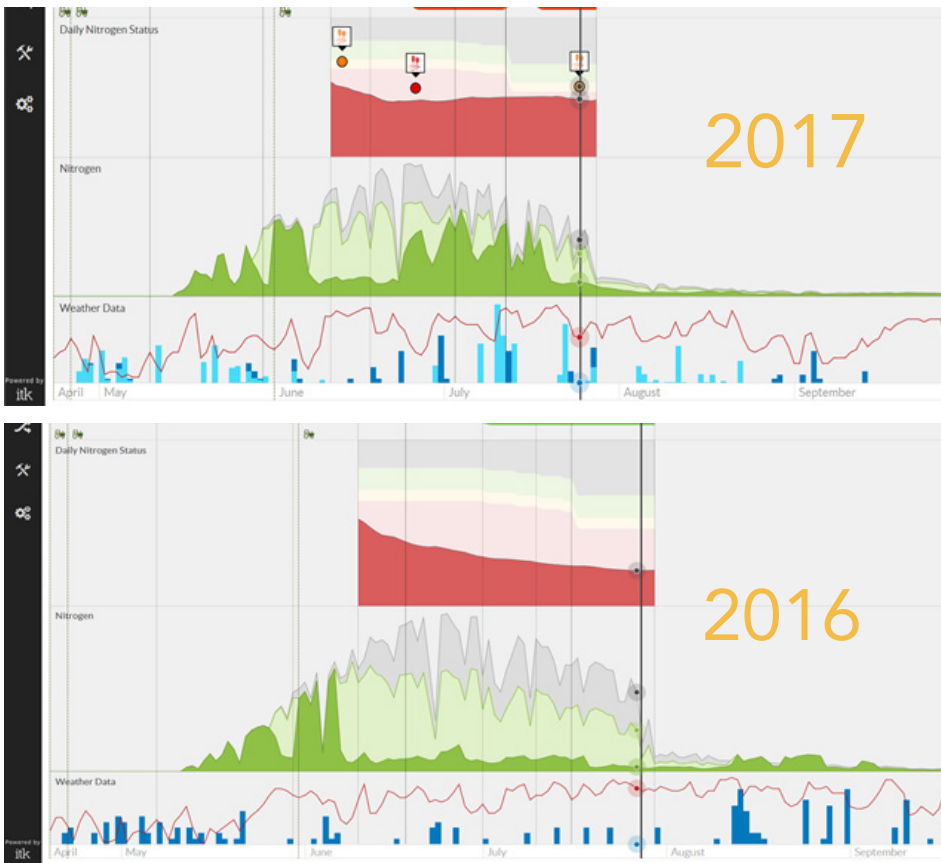 Daily Nitrogen Status
2017
Nitrogen
Weather Data
Powered by
itk
April May June July August September
Daily Nitrogen Status
2016
Nitrogen
Weather Data
Powered by
itk
April May June July August September